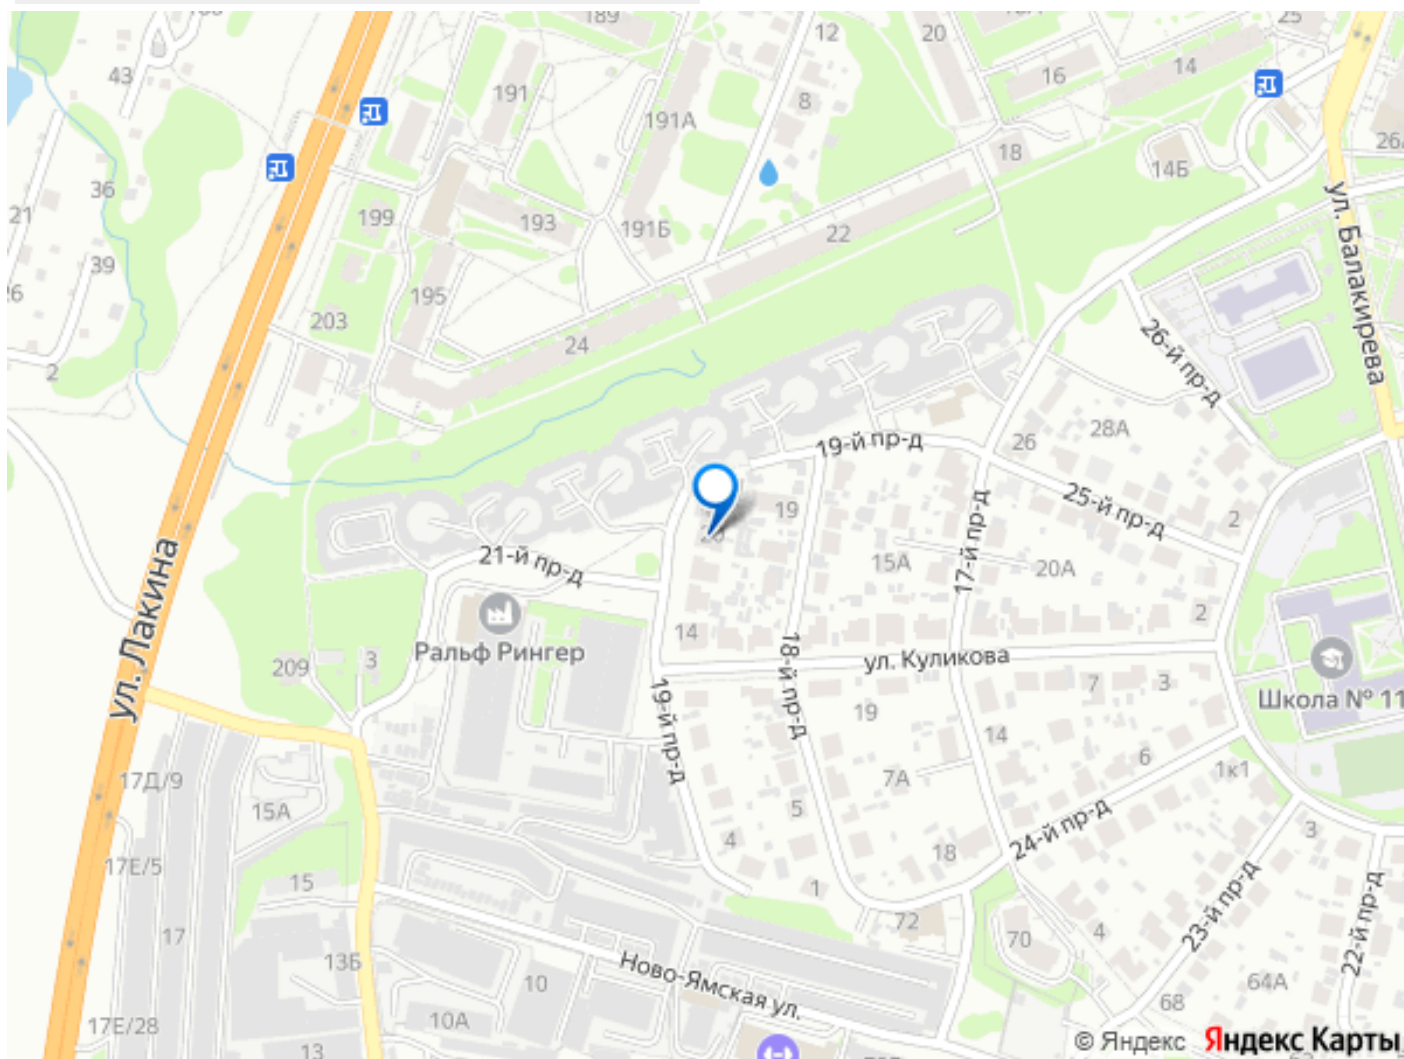 189
12
20
25
43
191
191А
8
16
14
26А
18
14Б
36
21
199
193
191Б
22
ул. Балакирева
39
195
203
24
26-й пр-д
2
19-й пр-д
26
28А
25-й пр-д
2
19
17-й пр-д
15А
20А
21-й пр-д
ул. Лакина
Ральф Рингер
14
2
209
3
18-й пр-д
ул. Куликова
7
3
Школа № 11
19-й пр-д
19
14
17Д/9
7А
6
1к1
15А
5
4
24-й пр-д
3
17Е/5
15
18
1
72
70
4
23-й пр-д
22-й пр-д
17
13Б
10
Ново-Ямская ул.
64А
68
17Е/28
10А
13
© Яндекс Яндекс Карты